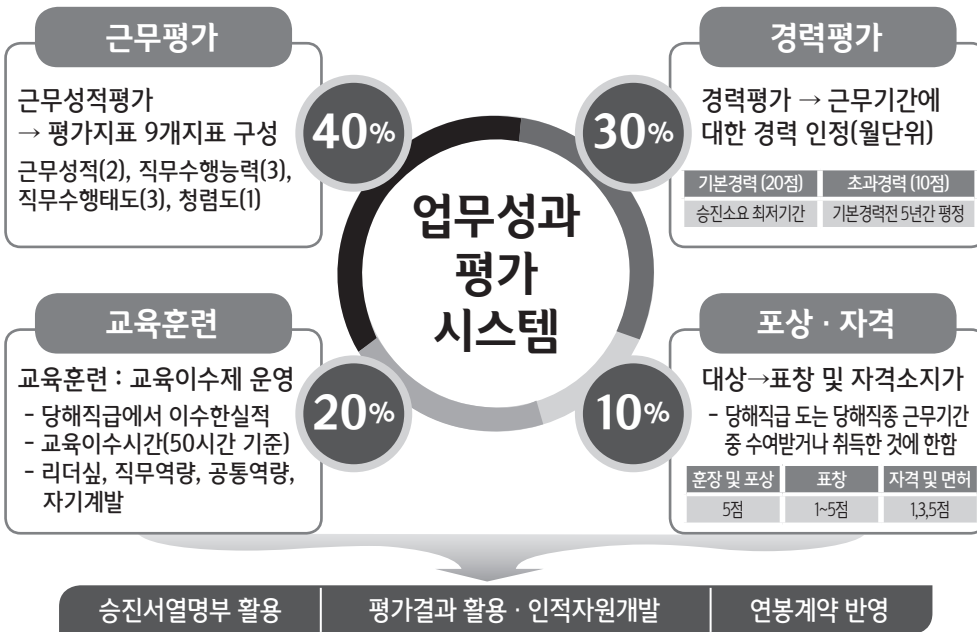 근무평가
근무성적평가
→ 평가지표 9개지표 구성
근무성적(2), 직무수행능력(3),
직무수행태도(3), 청렴도(1)
40%
경력평가
경력평가 → 근무기간에
대한 경력 인정(월단위)
기본경력 (20점) 초과경력 (10점)
승진소요 최저기간 기본경력전 5년간 평정
30%
업무성과
평가
시스템
교육훈련
교육훈련 : 교육이수제 운영
- 당해직급에서 이수한실적
- 교육이수시간(50시간 기준)
- 리더싶, 직무역량, 공통역량,
자기계발
20%
포상 · 자격
대상→표창 및 자격소지가
- 당해직급 도는 당해직종 근무기간
중 수여받거나 취득한 것에 한함
훈장 및 포상 표창 자격 및 면허
5점 1~5점 1,3,5점
10%
승진서열명부 활용 평가결과 활용 · 인적자원개발 연봉계약 반영